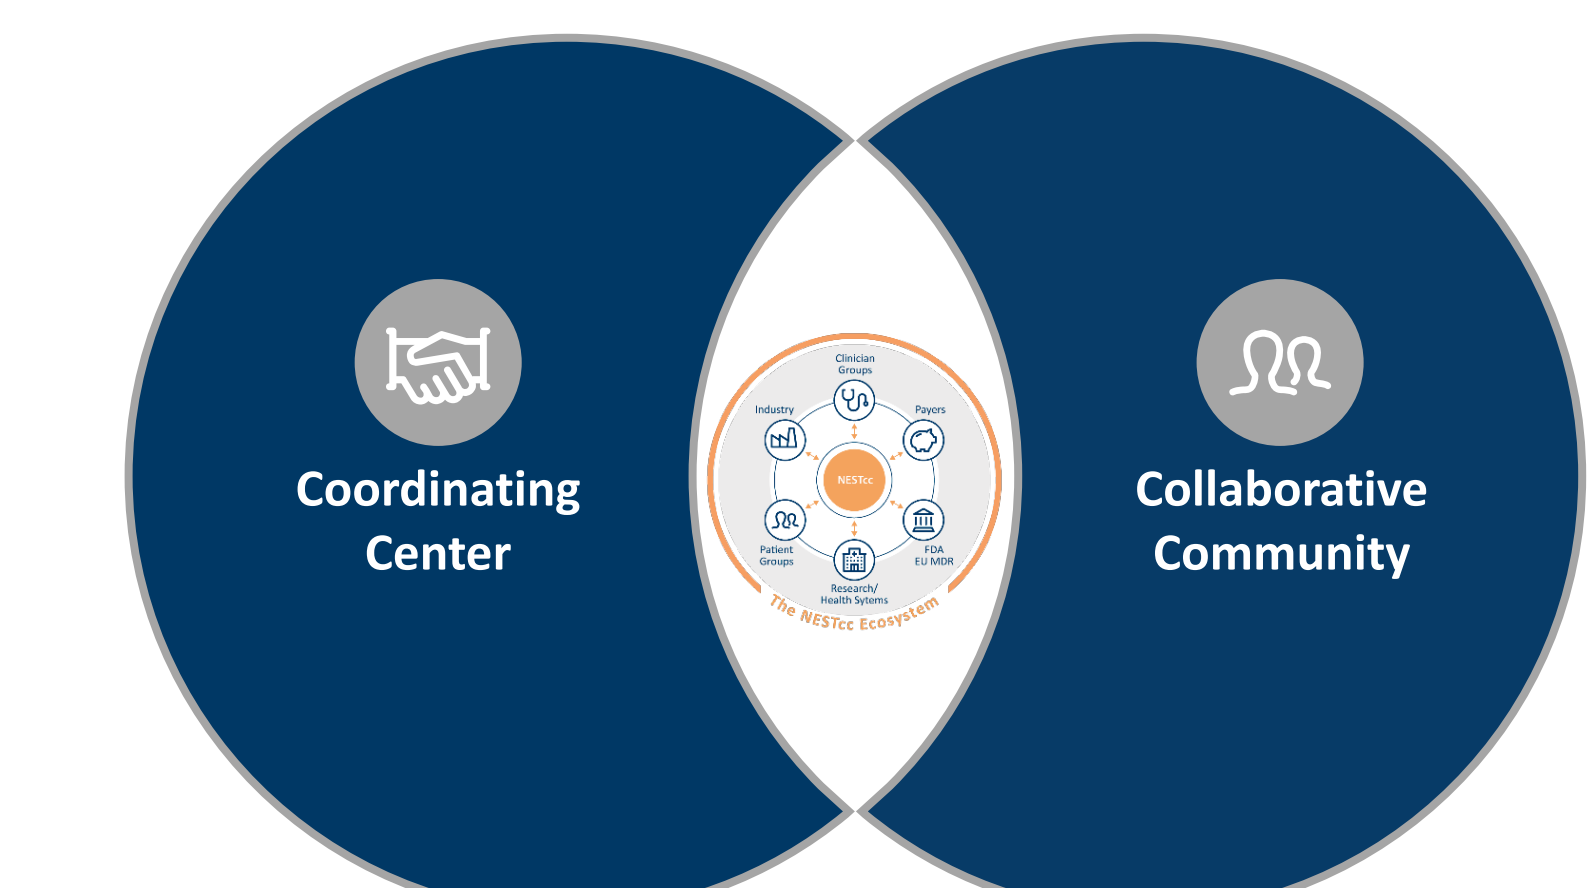 Coordinating
Center
Clinician
Groups
Industry
Payers
NESTcc
Patient
Groups
FDA
EU MDR
Research/
Health Sytems
The NESTcc Ecosystem
Collaborative
Community